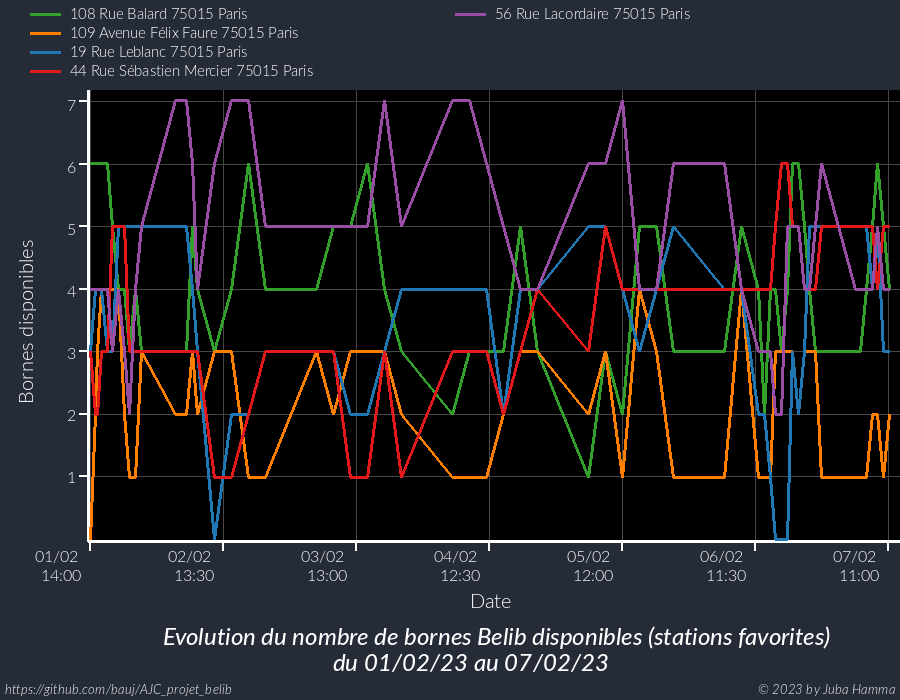 108 Rue Balard 75015 Paris
109 Avenue Félix Faure 75015 Paris
19 Rue Leblanc 75015 Paris
44 Rue Sébastien Mercier 75015 Paris
56 Rue Lacordaire 75015 Paris
Bornes disponibles
7
6
5
4
3
2
1
01/02 14:00
02/02 13:30
03/02 13:00
04/02 12:30
05/02 12:00
06/02 11:30
07/02 11:00
Date
Evolution du nombre de bornes Belib disponibles (stations favorites)
du 01/02/23 au 07/02/23
https://github.com/bauj/AJC_projet_belib
© 2023 by Juba Hamma